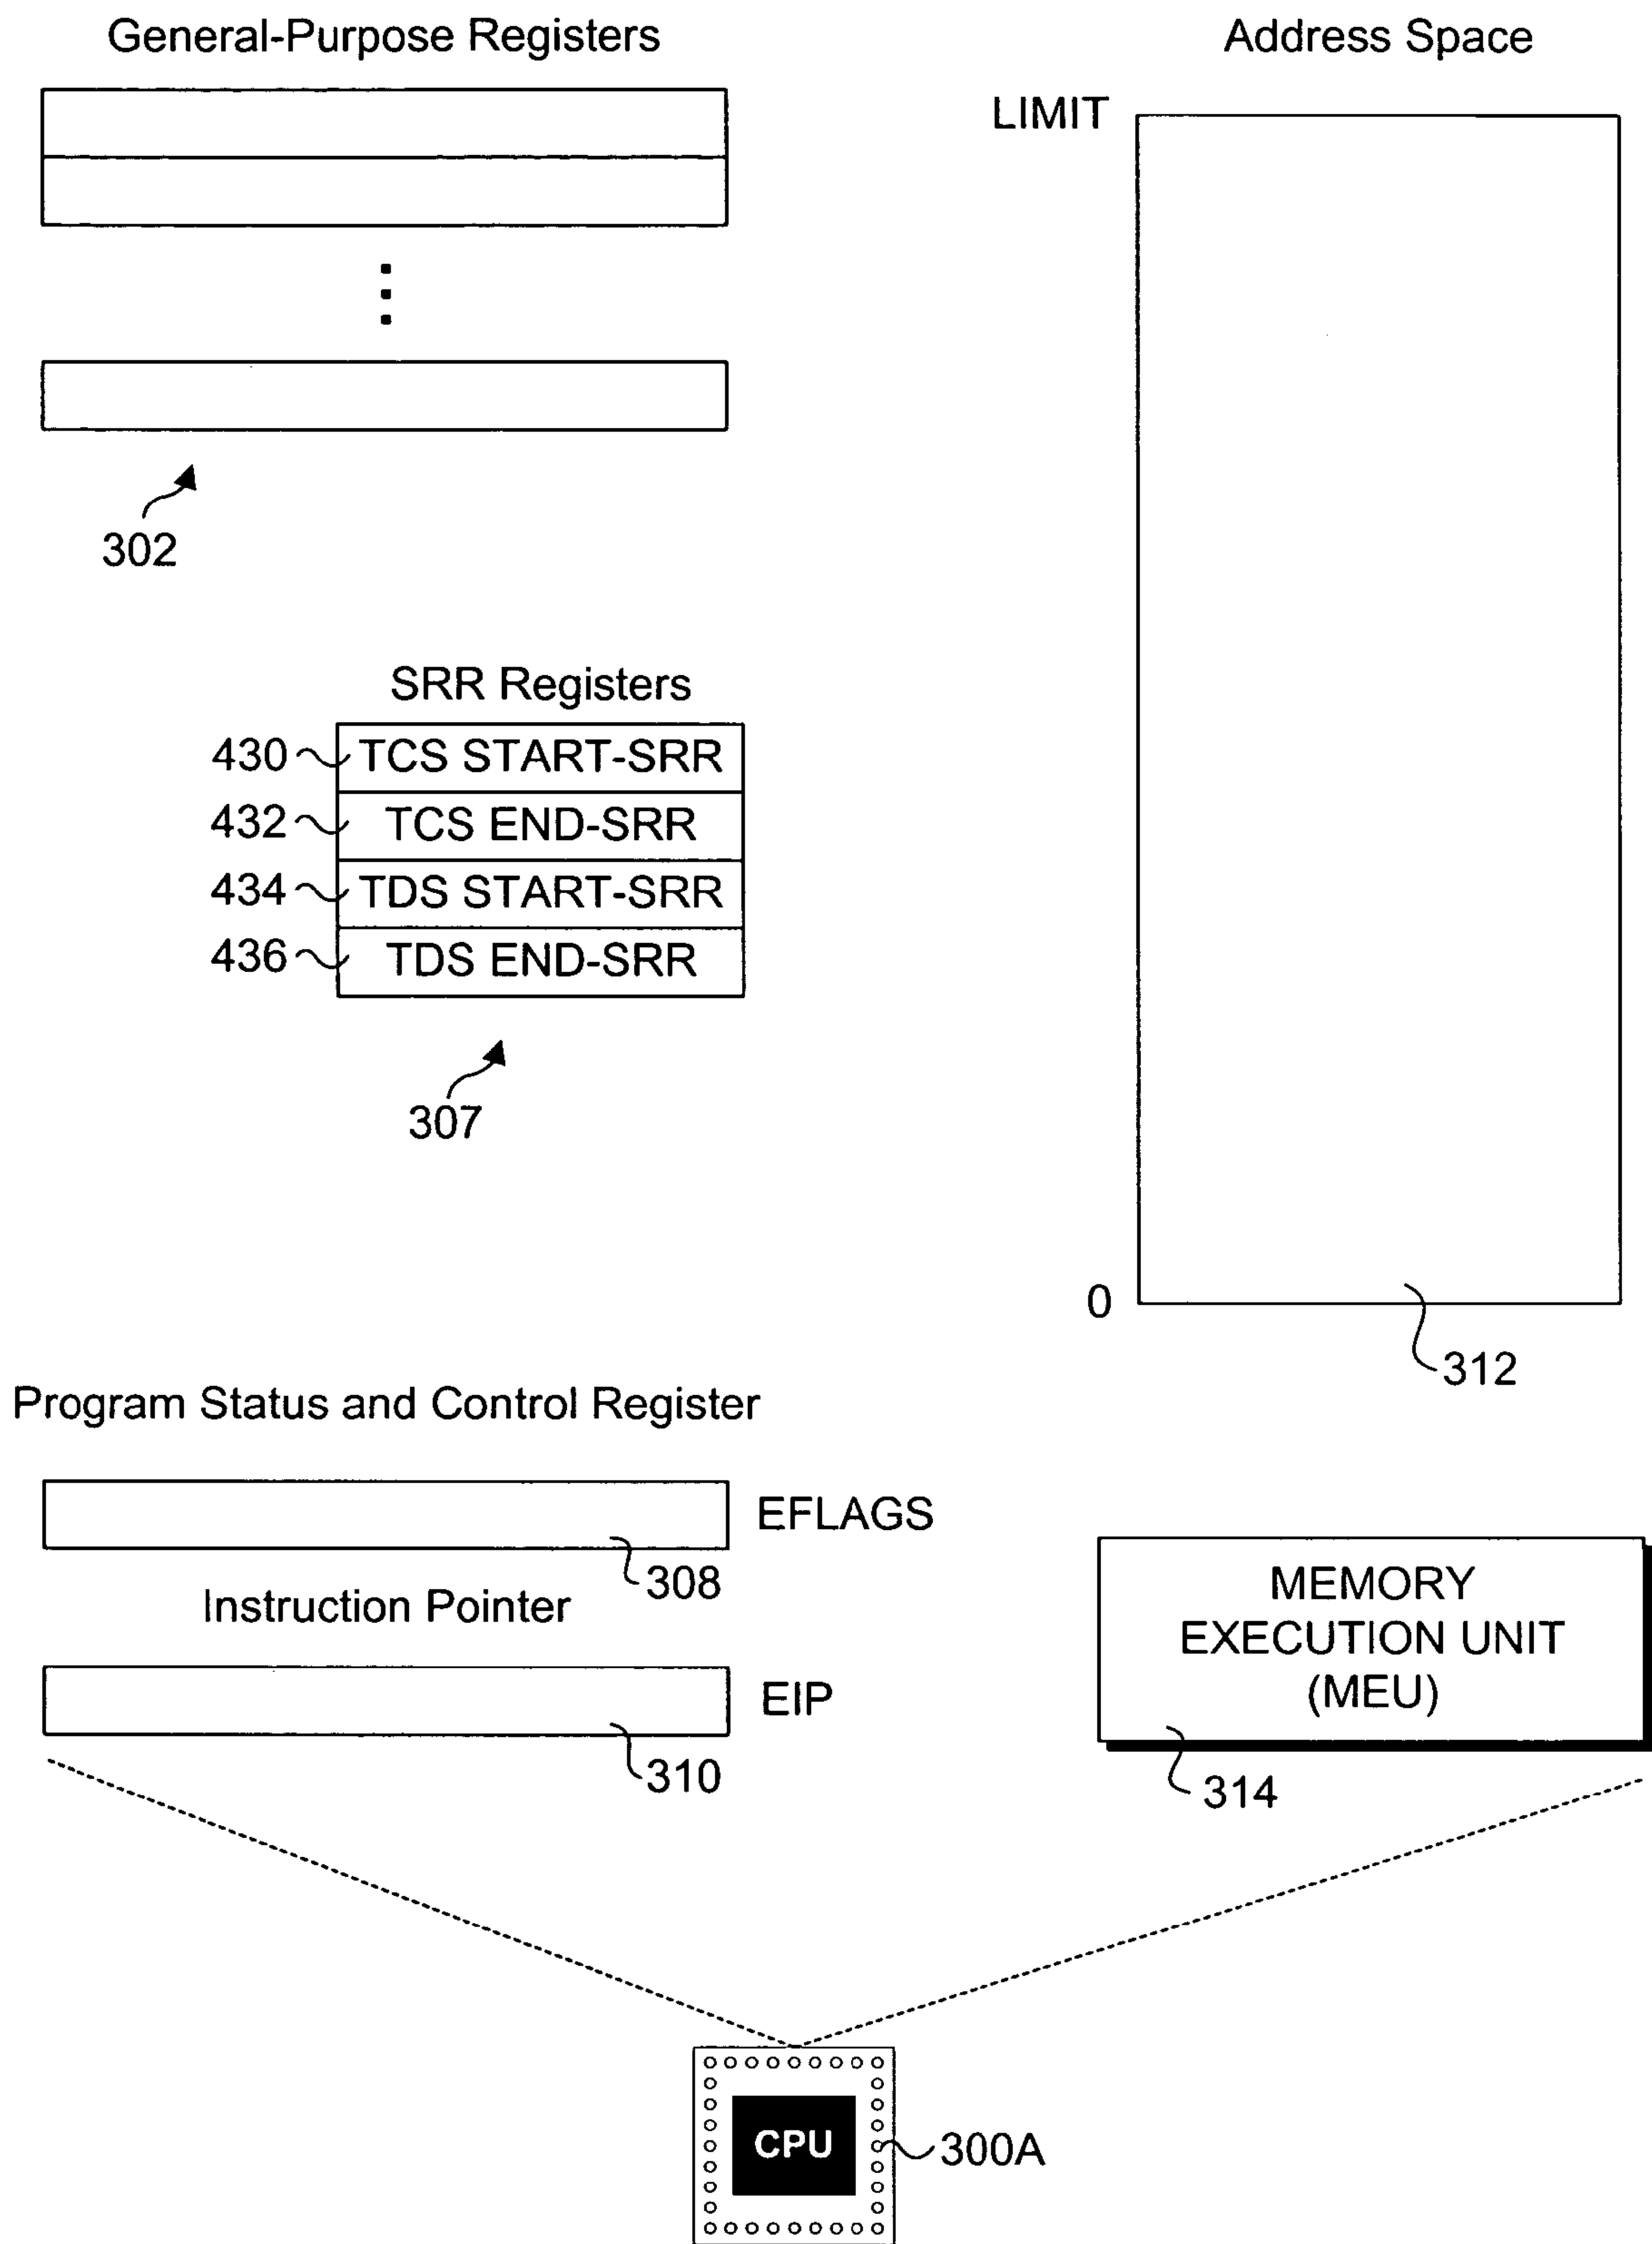 General-Purpose Registers
302
SRR Registers
430 TCS START-SRR
432 TCS END-SRR
434 TDS START-SRR
436 TDS END-SRR
307
Address Space
LIMIT
0
312
Program Status and Control Register
EFLAGS
308
Instruction Pointer
EIP
310
MEMORY
EXECUTION UNIT
(MEU)
314
CPU
300A